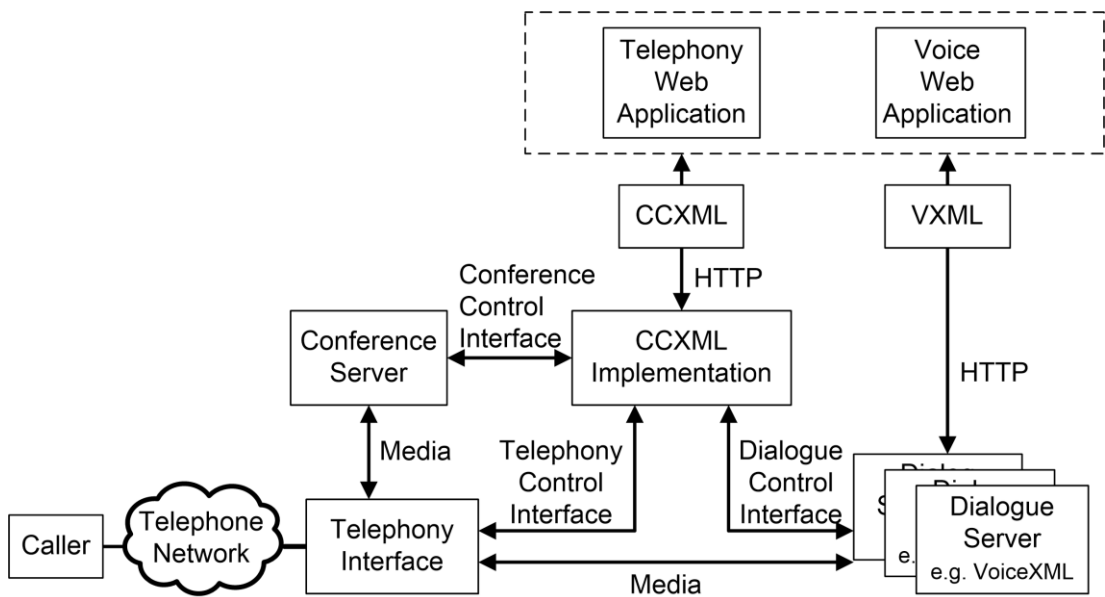 Telephony
Web
Application
Voice
Web
Application
CCXML
VXML
HTTP
Conference
Control
Interface
Conference
Server
CCXML
Implementation
HTTP
Media
Telephony
Control
Interface
Dialogue
Control
Interface
Caller
Telephone
Network
Telephony
Interface
Media
Dialogue
Server
e.g. VoiceXML